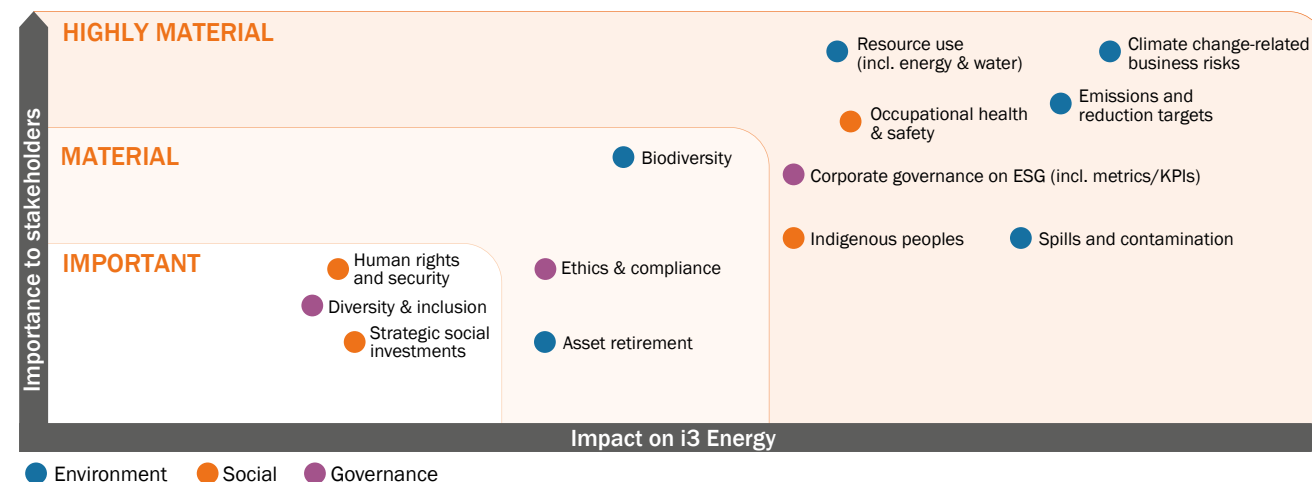 HIGHLY MATERIAL
Resource use
(incl. energy & water)
Climate change-related
business risks
Emissions and
reduction targets
Occupational health
& safety
MATERIAL
Biodiversity
Corporate governance on ESG (incl. metrics/KPIs)
Indigenous peoples
Spills and contamination
IMPORTANT
Human rights
and security
Ethics & compliance
Diversity & inclusion
Strategic social
investments
Asset retirement
Importance to stakeholders
Impact on i3 Energy
Environment
Social
Governance